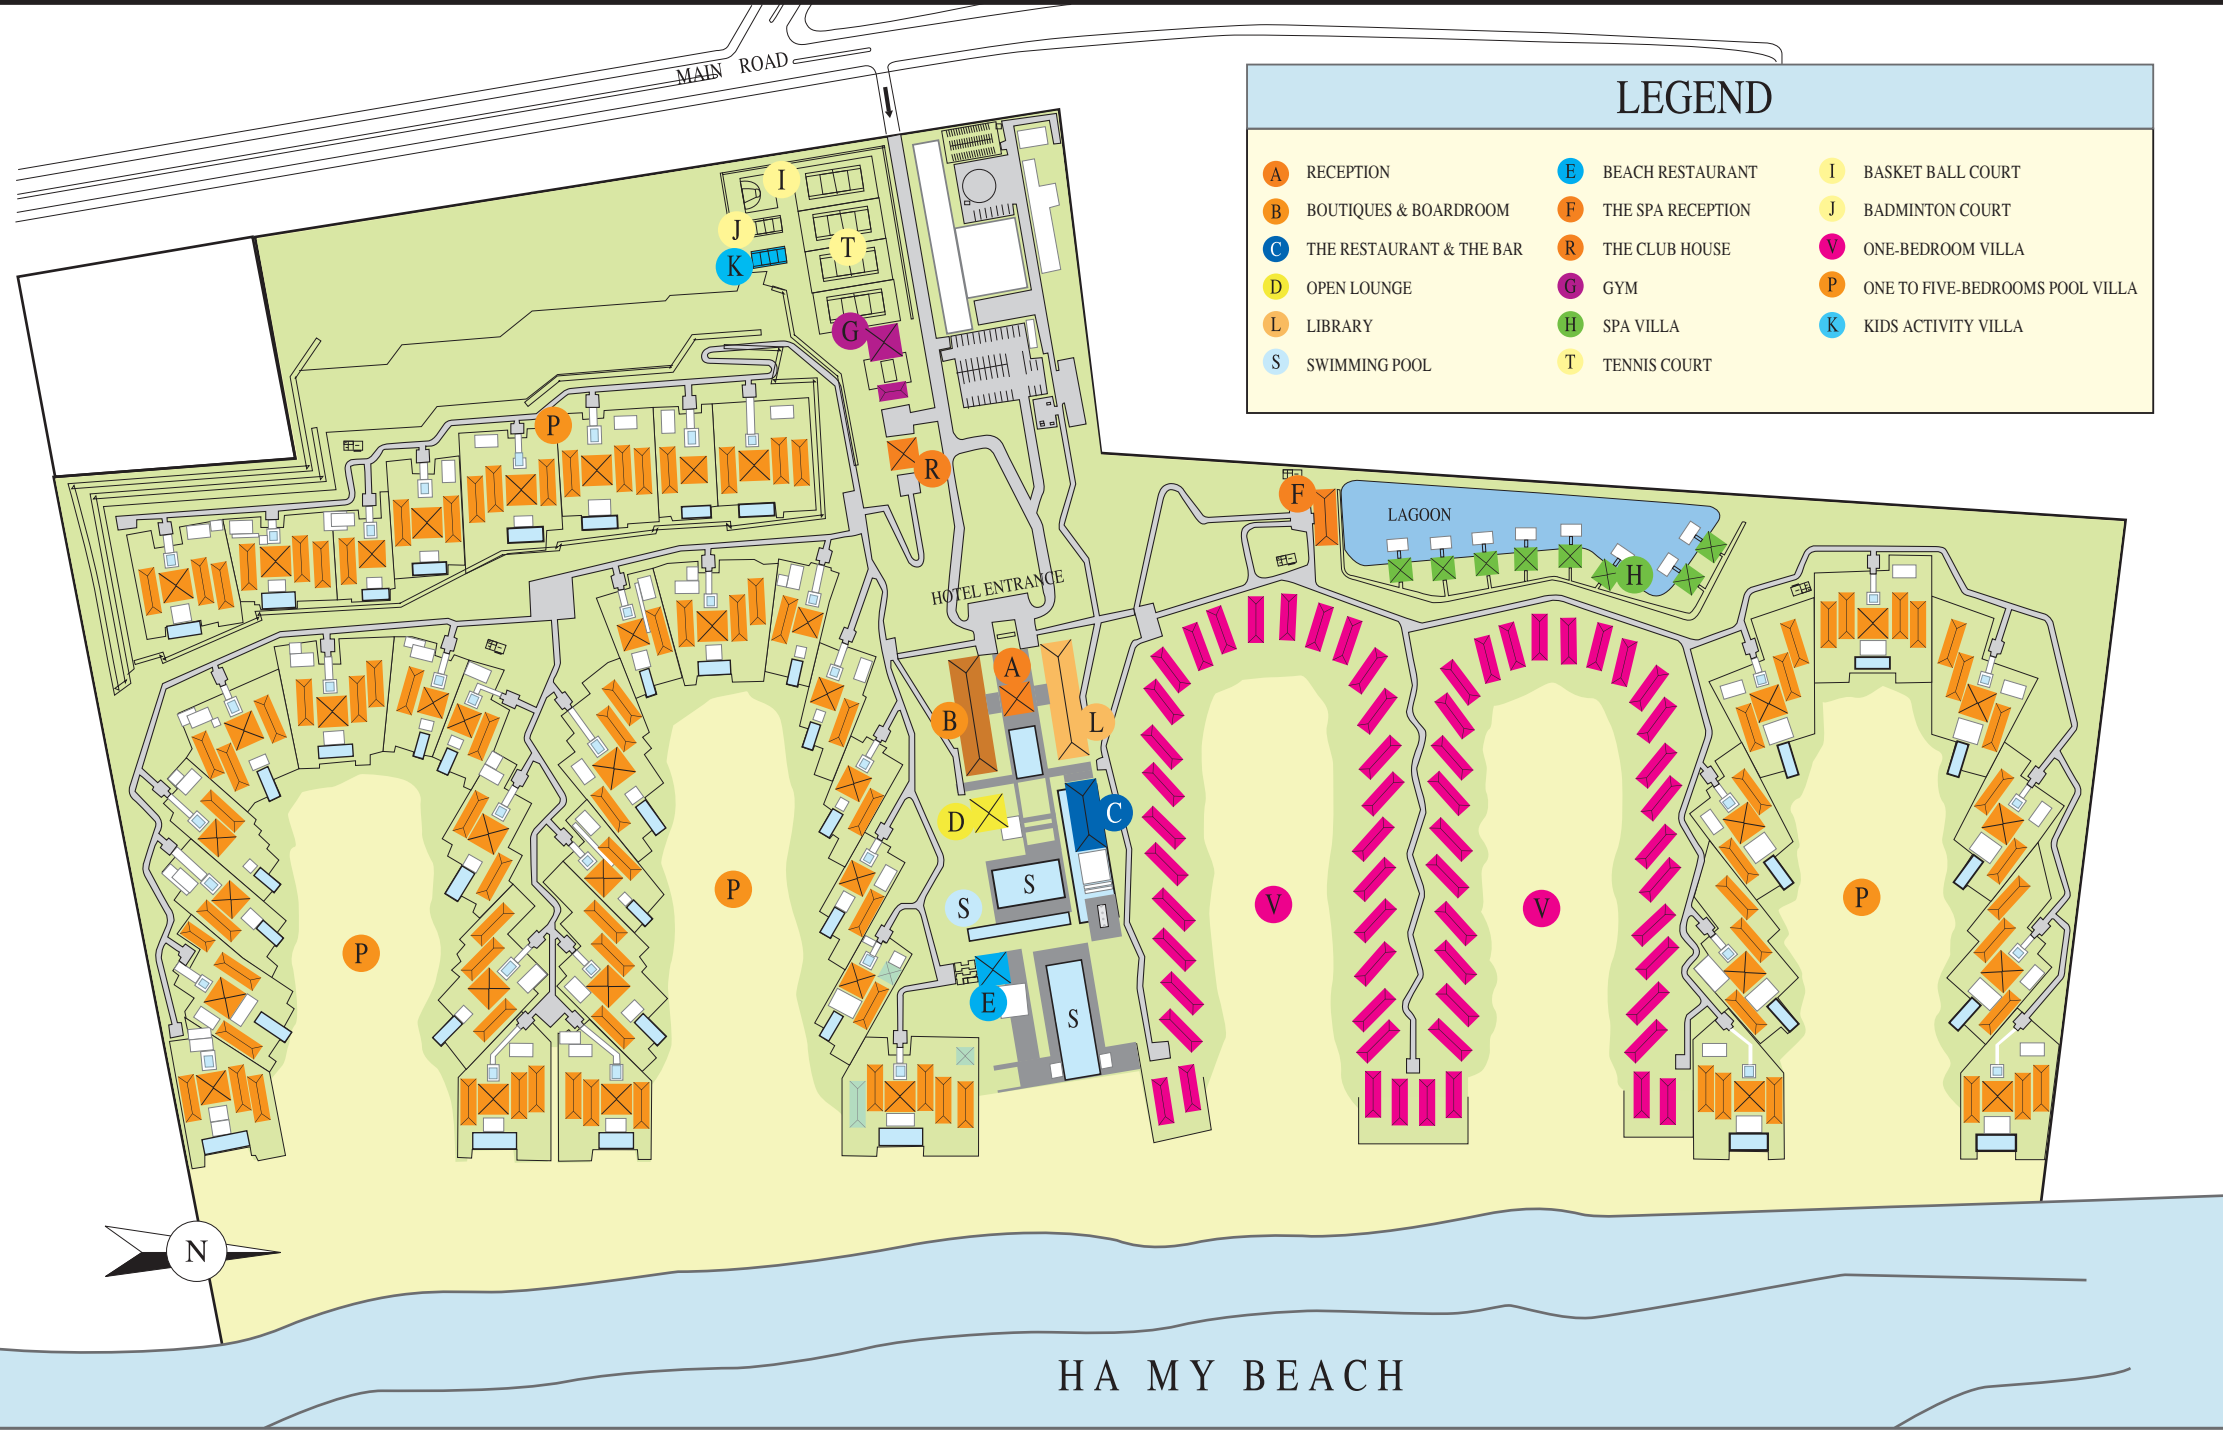 MAIN ROAD
LEGEND
A RECEPTION
B BOUTIQUES & BOARDROOM
C THE RESTAURANT & THE BAR
D OPEN LOUNGE
L LIBRARY
S SWIMMING POOL
E BEACH RESTAURANT
F THE SPA RECEPTION
R THE CLUB HOUSE
G GYM
H SPA VILLA
T TENNIS COURT
I BASKET BALL COURT
J BADMINTON COURT
V ONE-BEDROOM VILLA
P ONE TO FIVE-BEDROOMS POOL VILLA
K KIDS ACTIVITY VILLA
I
J
T
K
G
P
R
F
LAGOON
H
HOTEL ENTRANCE
A
B
L
D
C
S
S
P
V
V
P
P
E
S
N
HA MY BEACH